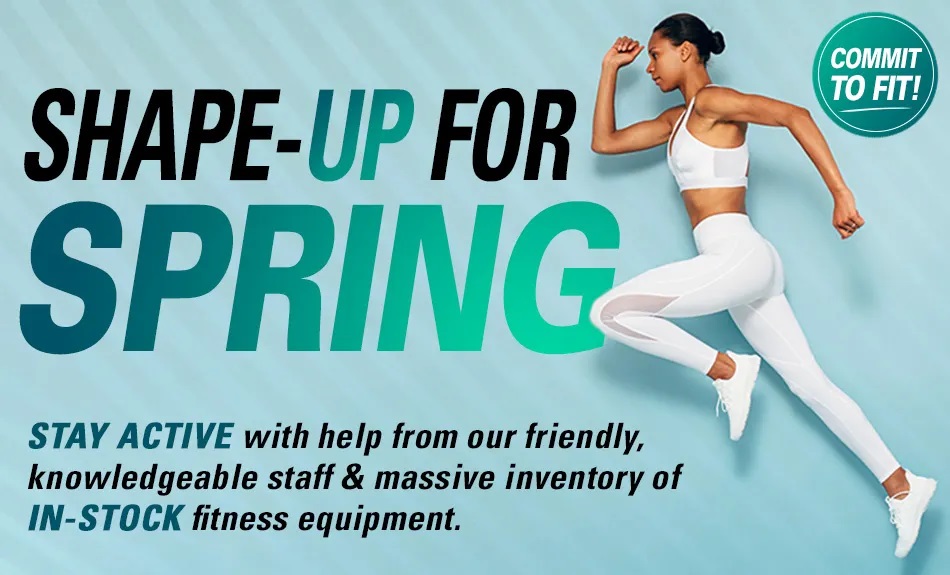 COMMIT
TO FIT!
SHAPE-UP FOR
SPRING
STAY ACTIVE with help from our friendly,
knowledgeable staff & massive inventory of
IN-STOCK fitness equipment.